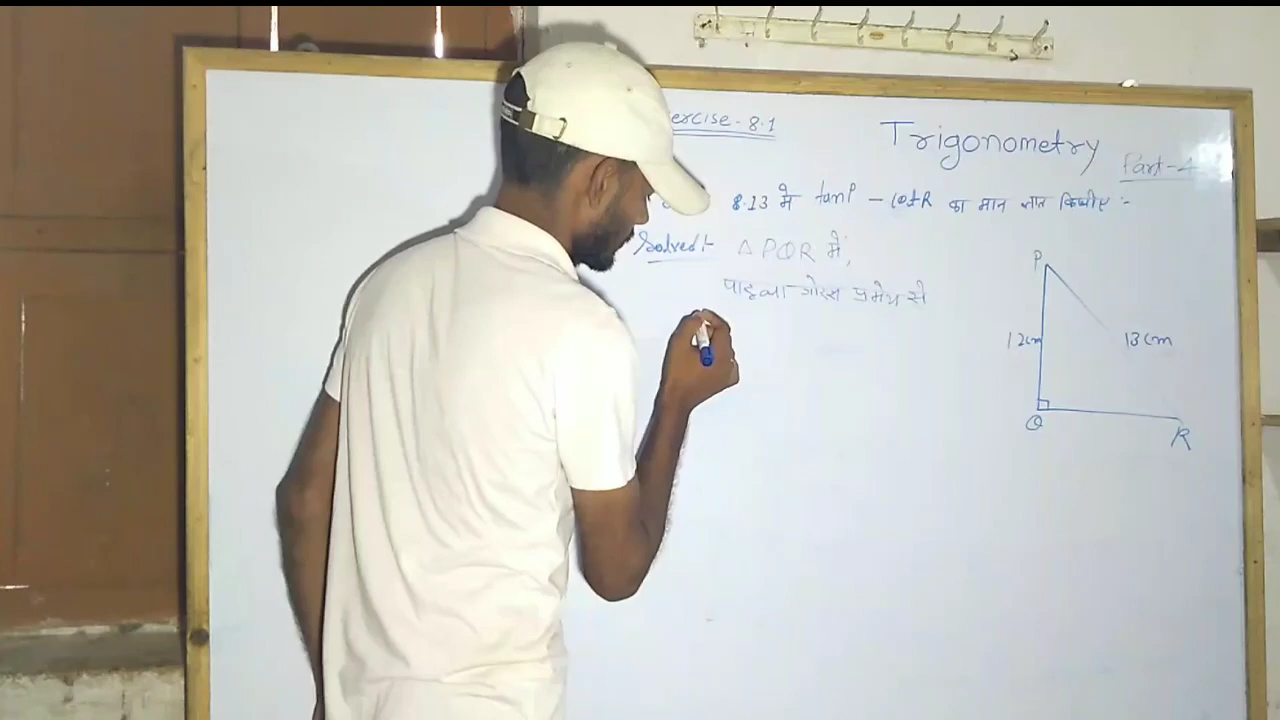 ercise-8.1
Trigonometry
Part-4
8.13 में tanP - cotR का मान ज्ञात किजीए :-
Solved:- △ PQR में,
पाइथागोरस प्रमेय से
P
12cm
13cm
Q
R